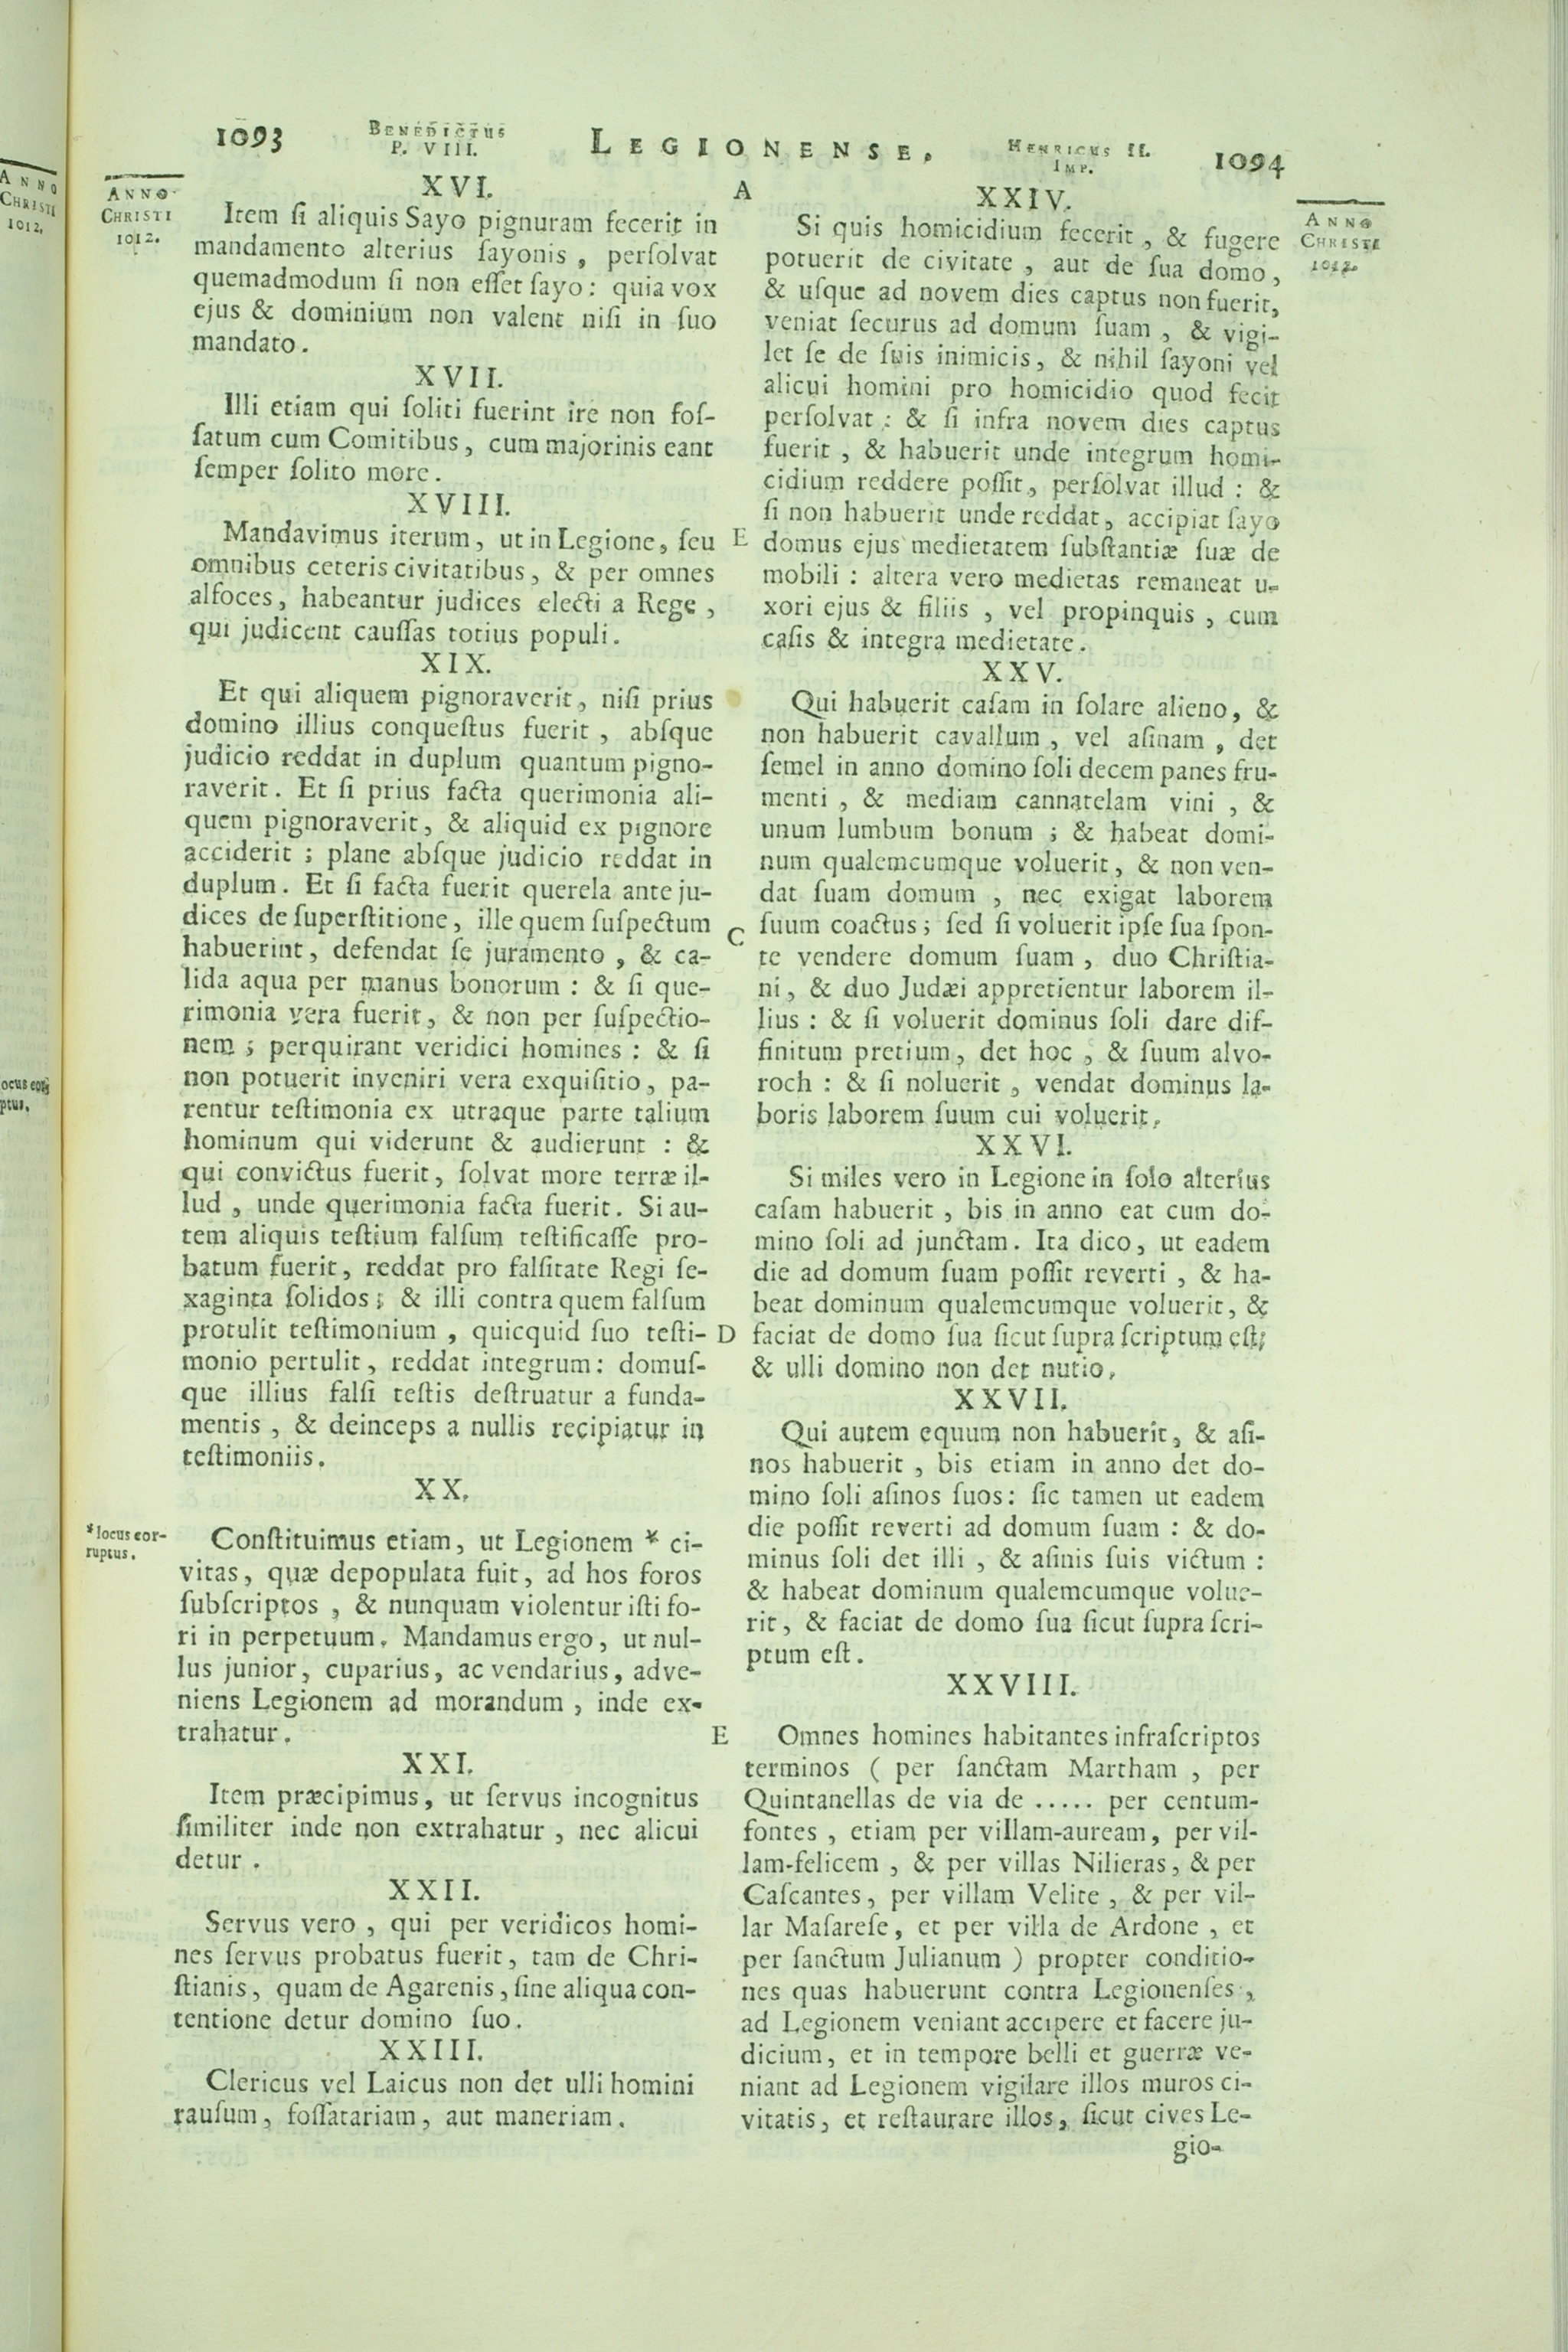 1093
BENEDICTUS
P. VIII.
LEGIONENSE.
HENRICUS II.
IMP.
1094
ANNO
CHRISTI
1012.
ANNO
CHRISTI
1012.
XVI.
Item ſi aliquis Sayo pignuram fecerit in
mandamento alterius ſayonis, perſolvat
quemadmodum ſi non eſſet ſayo: quia vox
ejus & dominium non valent niſi in ſuo
mandato.
XVII.
Illi etiam qui ſoliti fuerint ire non foſ-
ſatum cum Comitibus, cum majorinis eant
ſemper ſolito more.
XVIII.
Mandavimus iterum, ut in Legione, ſeu
omnibus ceteris civitatibus, & per omnes
alfoces, habeantur judices electi a Rege,
qui judicent cauſſas totius populi.
XIX.
Et qui aliquem pignoraverit, niſi prius
domino illius conqueſtus fuerit, abſque
judicio reddat in duplum quantum pigno-
raverit. Et ſi prius facta querimonia ali-
quem pignoraverit, & aliquid ex pignore
acciderit; plane abſque judicio reddat in
duplum. Et ſi facta fuerit querela ante ju-
dices de ſuperſtitione, ille quem ſuſpectum
habuerint, defendat ſe juramento, & ca-
lida aqua per manus bonorum: & ſi que-
rimonia vera fuerit, & non per ſuſpectio-
nem; perquirant veridici homines: & ſi
non potuerit inveniri vera exquiſitio, pa-
rentur teſtimonia ex utraque parte talium
hominum qui viderunt & audierunt: &
qui convictus fuerit, ſolvat more terræ il-
lud, unde querimonia facta fuerit. Si au-
tem aliquis teſtium falſum teſtificaſſe pro-
batum fuerit, reddat pro falſitate Regi ſe-
xaginta ſolidos; & illi contra quem falſum
protulit teſtimonium, quicquid ſuo teſti-
monio pertulit, reddat integrum: domuſ-
que illius falſi teſtis deſtruatur a funda-
mentis, & deinceps a nullis recipiatur in
teſtimoniis.
XX.
*locus cor-
ruptus.
Conſtituimus etiam, ut Legionem * ci-
vitas, quæ depopulata fuit, ad hos foros
ſubſcriptos, & nunquam violentur iſti fo-
ri in perpetuum. Mandamus ergo, ut nul-
lus junior, cuparius, ac vendarius, adve-
niens Legionem ad morandum, inde ex-
trahatur.
XXI.
Item præcipimus, ut ſervus incognitus
ſimiliter inde non extrahatur, nec alicui
detur.
XXII.
Servus vero, qui per veridicos homi-
nes ſervus probatus fuerit, tam de Chri-
ſtianis, quam de Agarenis, ſine aliqua con-
tentione detur domino ſuo.
XXIII.
Clericus vel Laicus non det ulli homini
rauſum, foſſatariam, aut maneriam.
A
E
C
D
E
XXIV.
Si quis homicidium fecerit, & fugere
potuerit de civitate, aut de ſua domo,
& uſque ad novem dies captus non fuerit,
veniat ſecurus ad domum ſuam, & vigi-
let ſe de ſuis inimicis, & nihil ſayoni vel
alicui homini pro homicidio quod fecit
perſolvat: & ſi infra novem dies captus
fuerit, & habuerit unde integrum homi-
cidium reddere poſſit, perſolvat illud: &
ſi non habuerit unde reddat, accipiat ſayo
domus ejus medietatem ſubſtantiæ ſuæ de
mobili: altera vero medietas remaneat u-
xori ejus & filiis, vel propinquis, cum
caſis & integra medietate.
XXV.
Qui habuerit caſam in ſolare alieno, &
non habuerit cavallum, vel aſinam, det
ſemel in anno domino ſoli decem panes fru-
menti, & mediam cannatelam vini, &
unum lumbum bonum; & habeat domi-
num qualemcumque voluerit, & non ven-
dat ſuam domum, nec exigat laborem
ſuum coactus; ſed ſi voluerit ipſe ſua ſpon-
te vendere domum ſuam, duo Chriſtia-
ni, & duo Judæi appretientur laborem il-
lius: & ſi voluerit dominus ſoli dare dif-
finitum pretium, det hoc, & ſuum alvo-
roch: & ſi noluerit, vendat dominus la-
boris laborem ſuum cui voluerit.
XXVI.
Si miles vero in Legione in ſolo alterius
caſam habuerit, bis in anno eat cum do-
mino ſoli ad junctam. Ita dico, ut eadem
die ad domum ſuam poſſit reverti, & ha-
beat dominum qualemcumque voluerit, &
faciat de domo ſua ſicut ſupra ſcriptum eſt;
& ulli domino non det nutio.
XXVII.
Qui autem equum non habuerit, & aſi-
nos habuerit, bis etiam in anno det do-
mino ſoli aſinos ſuos: ſic tamen ut eadem
die poſſit reverti ad domum ſuam: & do-
minus ſoli det illi, & aſinis ſuis victum:
& habeat dominum qualemcumque volue-
rit, & faciat de domo ſua ſicut ſupra ſcri-
ptum eſt.
XXVIII.
Omnes homines habitantes infraſcriptos
terminos (per ſanctam Martham, per
Quintanellas de via de ..... per centum-
fontes, etiam per villam-auream, per vil-
lam-felicem, & per villas Nilieras, & per
Caſcantes, per villam Velite, & per vil-
lar Maſareſe, et per villa de Ardone, et
per ſanctum Julianum) propter conditio-
nes quas habuerunt contra Legionenſes,
ad Legionem veniant accipere et facere ju-
dicium, et in tempore belli et guerræ ve-
niant ad Legionem vigilare illos muros ci-
vitatis, et reſtaurare illos, ſicut cives Le-
gio-
ANNO
CHRISTI
1012.
ocus cor
ptus.